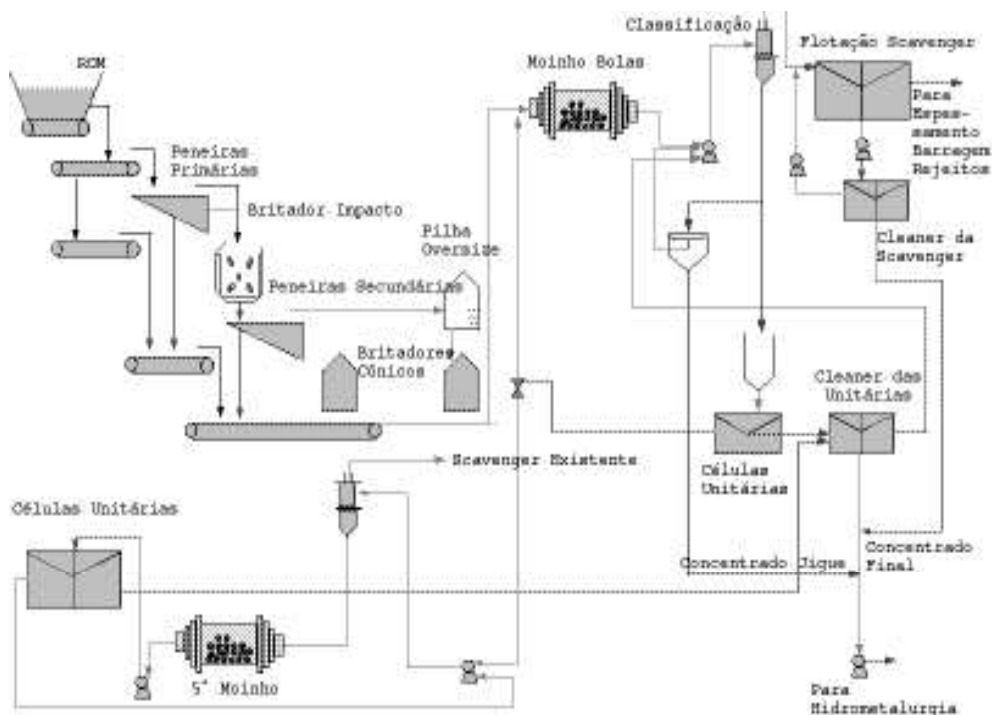 Classificação
Flotação Scavenger
ROM
Moinho Bolas
Para
Espes-
samento
Barragem
Rejeitos
Peneiras
Primárias
Britador Impacto
Pilha
Oversize
Cleaner da
Scavenger
Peneiras Secundárias
Britadores
Cônicos
Cleaner das
Unitárias
Scavenger Existente
Células
Unitárias
Células Unitárias
Concentrado Jigue
Concentrado
Final
5° Moinho
Para
Hidrometalurgia